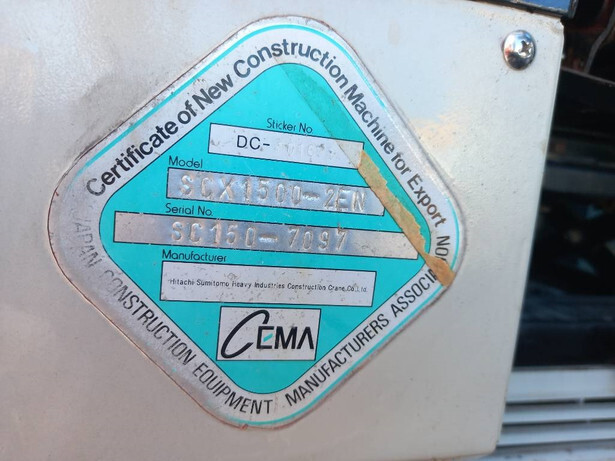 Certificate of New Construction Machine for Export
Sticker No
DC-
Model
SCX1500-2EN
Serial No.
SC150-7097
Manufacturer
Hitachi Sumitomo Heavy Industries Construction Crane Co., Ltd.
CEMA
JAPAN CONSTRUCTION EQUIPMENT MANUFACTURERS ASSOCIATION